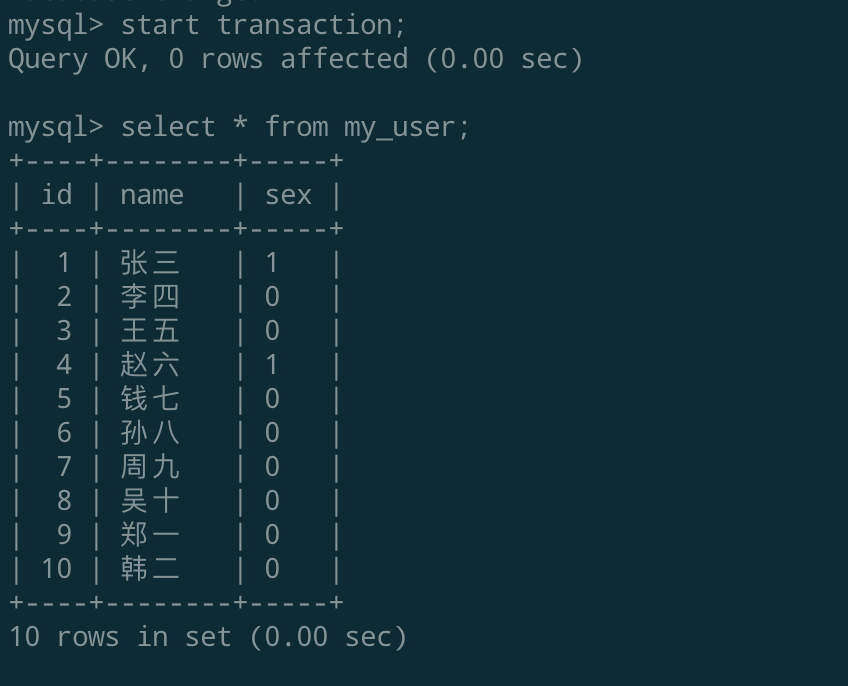 mysql> start transaction;
Query OK, 0 rows affected (0.00 sec)
mysql> select * from my_user;
+----+--------+-----+
| id | name   | sex |
+----+--------+-----+
|  1 | 张三   | 1   |
|  2 | 李四   | 0   |
|  3 | 王五   | 0   |
|  4 | 赵六   | 1   |
|  5 | 钱七   | 0   |
|  6 | 孙八   | 0   |
|  7 | 周九   | 0   |
|  8 | 吴十   | 0   |
|  9 | 郑一   | 0   |
| 10 | 韩二   | 0   |
+----+--------+-----+
10 rows in set (0.00 sec)